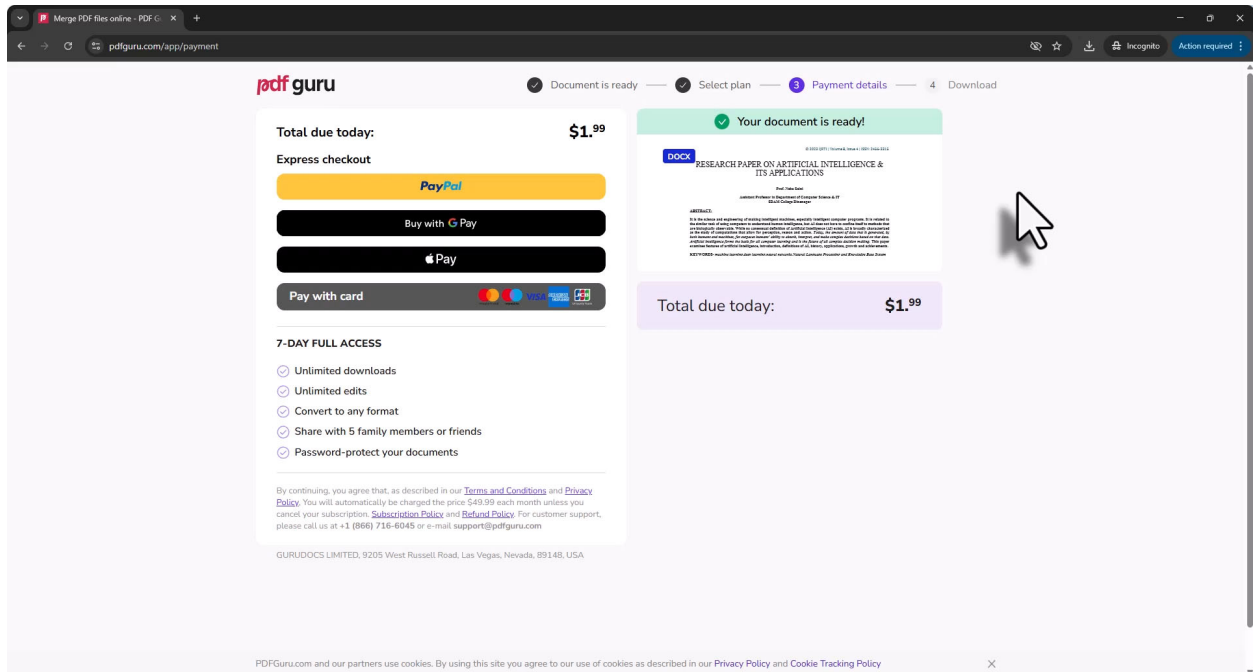 Merge PDF files online - PDF G
pdfguru.com/app/payment
Incognito
Action required
pdf guru
Document is ready
Select plan
3 Payment details
4 Download
Total due today: $1.99
Express checkout
PayPal
Buy with G Pay
Pay
Pay with card
VISA
7-DAY FULL ACCESS
Unlimited downloads
Unlimited edits
Convert to any format
Share with 5 family members or friends
Password-protect your documents
By continuing, you agree that, as described in our Terms and Conditions and Privacy
Policy. You will automatically be charged the price $49.99 each month unless you
cancel your subscription. Subscription Policy and Refund Policy. For customer support,
please call us at +1 (866) 716-6045 or e-mail support@pdfguru.com
GURUDOCS LIMITED, 9205 West Russell Road, Las Vegas, Nevada, 89148, USA
Your document is ready!
DOCX
RESEARCH PAPER ON ARTIFICIAL INTELLIGENCE &
ITS APPLICATIONS
ABSTRACT:
Total due today: $1.99
PDFGuru.com and our partners use cookies. By using this site you agree to our use of cookies as described in our Privacy Policy and Cookie Tracking Policy